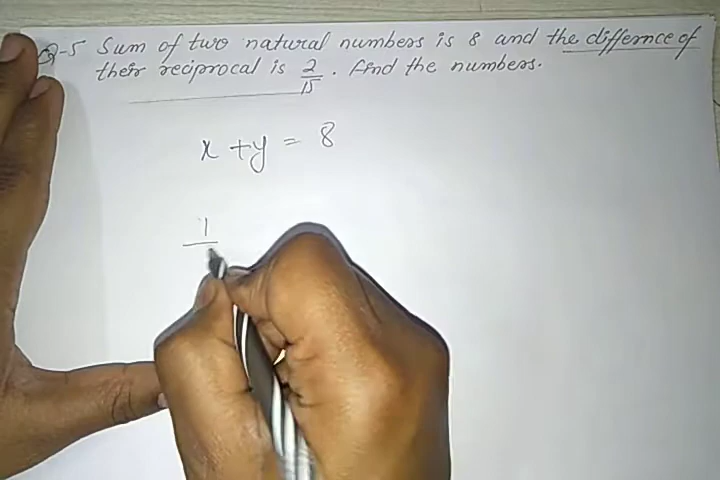 Q-5 Sum of two natural numbers is 8 and the differnce of
their reciprocal is 2/15. find the numbers.
x + y = 8
1